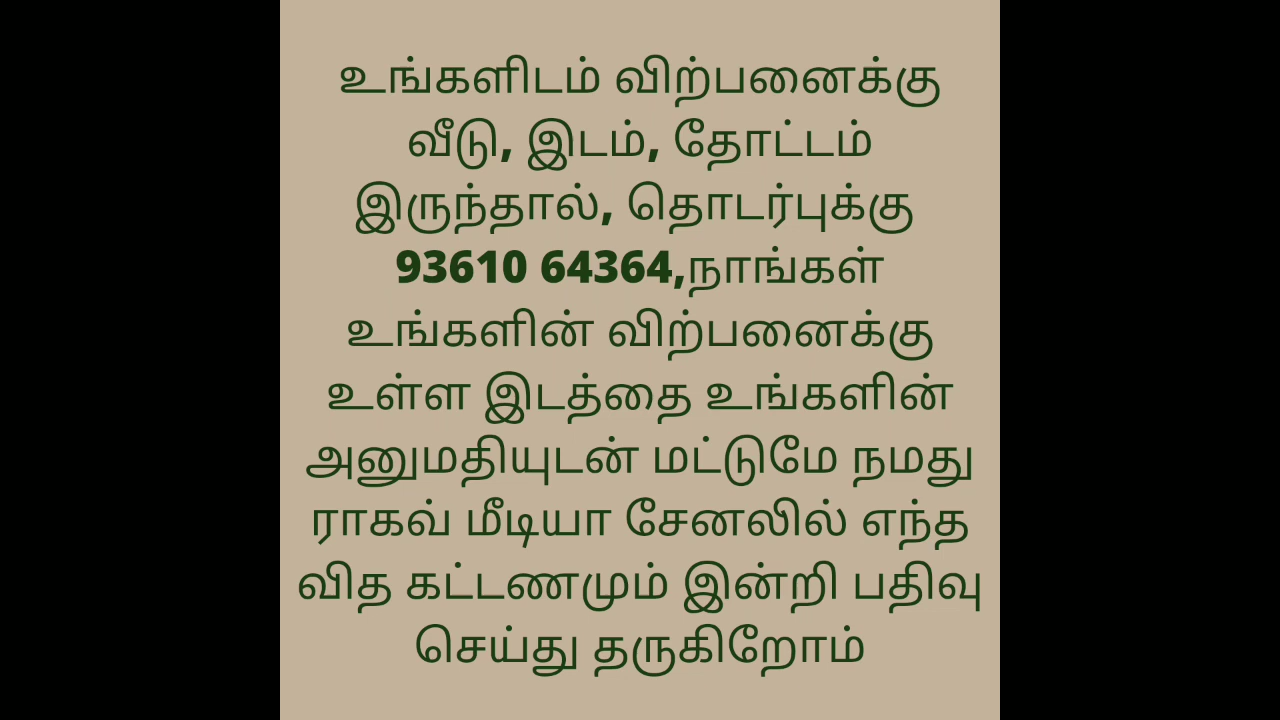 உங்களிடம் விற்பனைக்கு
வீடு, இடம், தோட்டம்
இருந்தால், தொடர்புக்கு
93610 64364,நாங்கள்
உங்களின் விற்பனைக்கு
உள்ள இடத்தை உங்களின்
அனுமதியுடன் மட்டுமே நமது
ராகவ் மீடியா சேனலில் எந்த
வித கட்டணமும் இன்றி பதிவு
செய்து தருகிறோம்